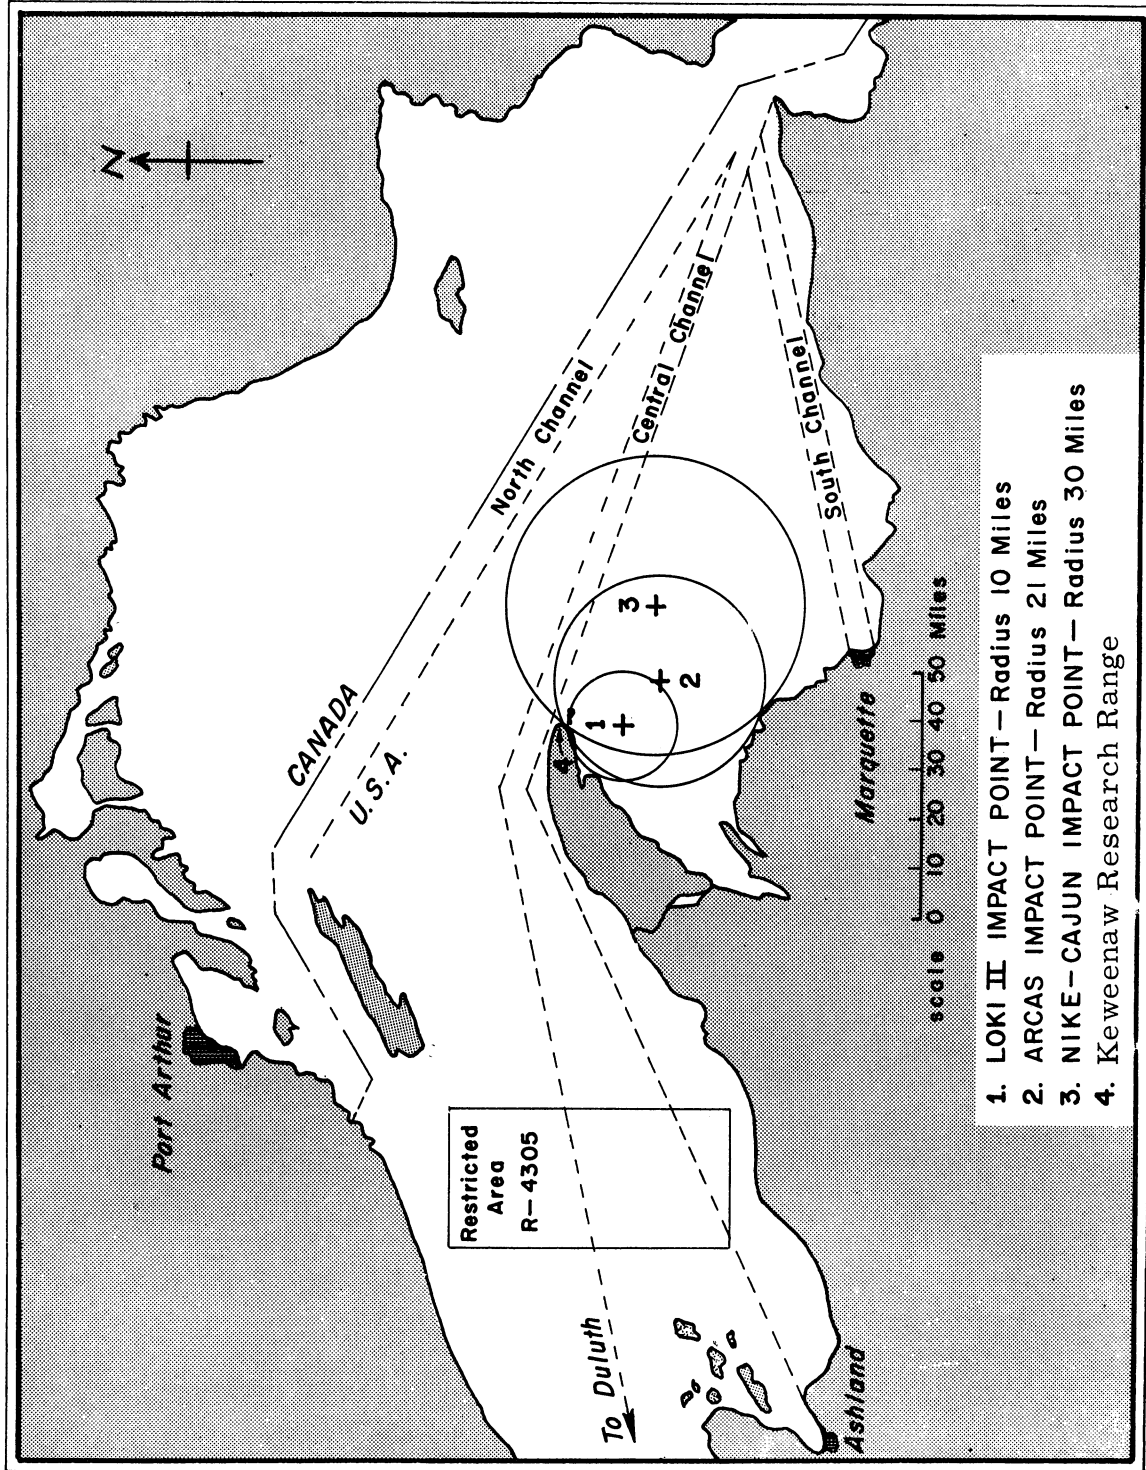 N
Port Arthur
CANADA
U.S.A.
North Channel
Central Channel
South Channel
Restricted
Area
R-4305
To Duluth
Ashland
Marquette
1
2
3
4
scale 0 10 20 30 40 50 Miles
1. LOKI II IMPACT POINT—Radius 10 Miles
2. ARCAS IMPACT POINT—Radius 21 Miles
3. NIKE-CAJUN IMPACT POINT—Radius 30 Miles
4. Keweenaw Research Range